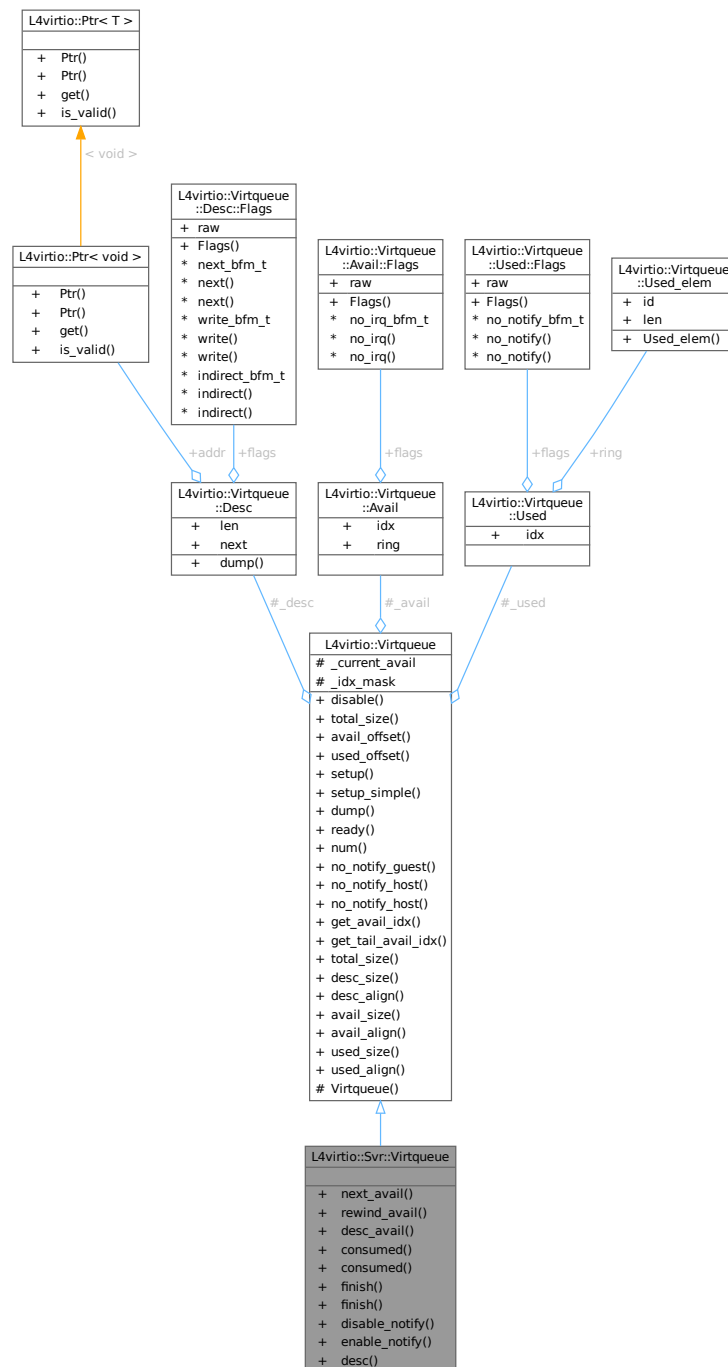 L4virtio::Ptr< T >
+ Ptr()
+ Ptr()
+ get()
+ is_valid()
< void >
L4virtio::Ptr< void >
+ Ptr()
+ Ptr()
+ get()
+ is_valid()
L4virtio::Virtqueue
::Desc::Flags
+ raw
+ Flags()
* next_bfm_t
* next()
* next()
* write_bfm_t
* write()
* write()
* indirect_bfm_t
* indirect()
* indirect()
L4virtio::Virtqueue
::Avail::Flags
+ raw
+ Flags()
* no_irq_bfm_t
* no_irq()
* no_irq()
L4virtio::Virtqueue
::Used::Flags
+ raw
+ Flags()
* no_notify_bfm_t
* no_notify()
* no_notify()
L4virtio::Virtqueue
::Used_elem
+ id
+ len
+ Used_elem()
+addr
+flags
+flags
+flags
+ring
L4virtio::Virtqueue
::Desc
+ len
+ next
+ dump()
L4virtio::Virtqueue
::Avail
+ idx
+ ring
L4virtio::Virtqueue
::Used
+ idx
#_desc
#_avail
#_used
L4virtio::Virtqueue
# _current_avail
# _idx_mask
+ disable()
+ total_size()
+ avail_offset()
+ used_offset()
+ setup()
+ setup_simple()
+ dump()
+ ready()
+ num()
+ no_notify_guest()
+ no_notify_host()
+ no_notify_host()
+ get_avail_idx()
+ get_tail_avail_idx()
+ total_size()
+ desc_size()
+ desc_align()
+ avail_size()
+ avail_align()
+ used_size()
+ used_align()
# Virtqueue()
L4virtio::Svr::Virtqueue
+ next_avail()
+ rewind_avail()
+ desc_avail()
+ consumed()
+ consumed()
+ finish()
+ finish()
+ disable_notify()
+ enable_notify()
+ desc()